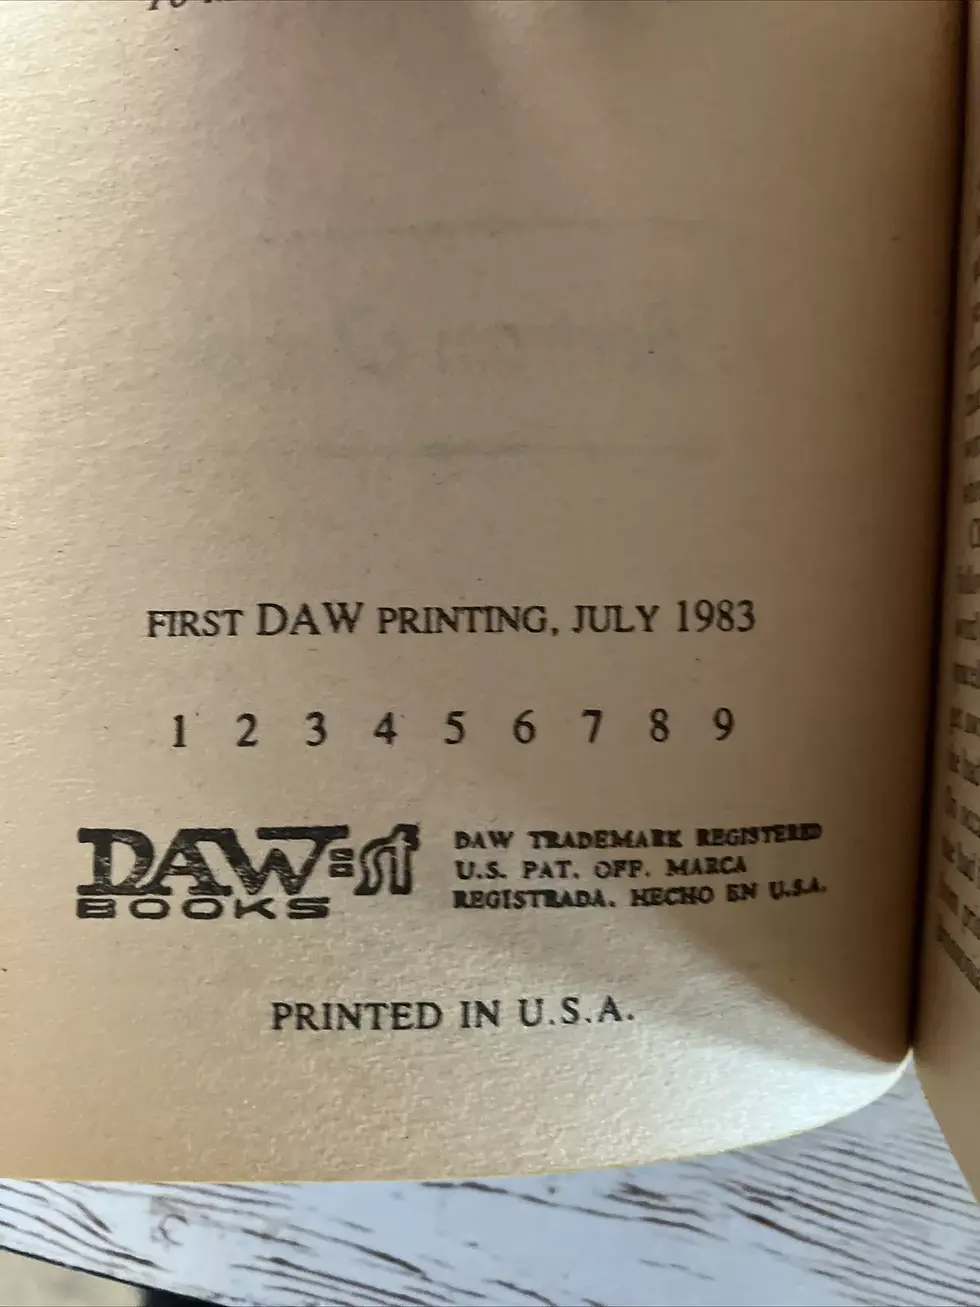 FIRST DAW PRINTING, JULY 1983
1 2 3 4 5 6 7 8 9
DAW sf
BOOKS
DAW TRADEMARK REGISTERED
U.S. PAT. OFF. MARCA
REGISTRADA. HECHO EN U.S.A.
PRINTED IN U.S.A.